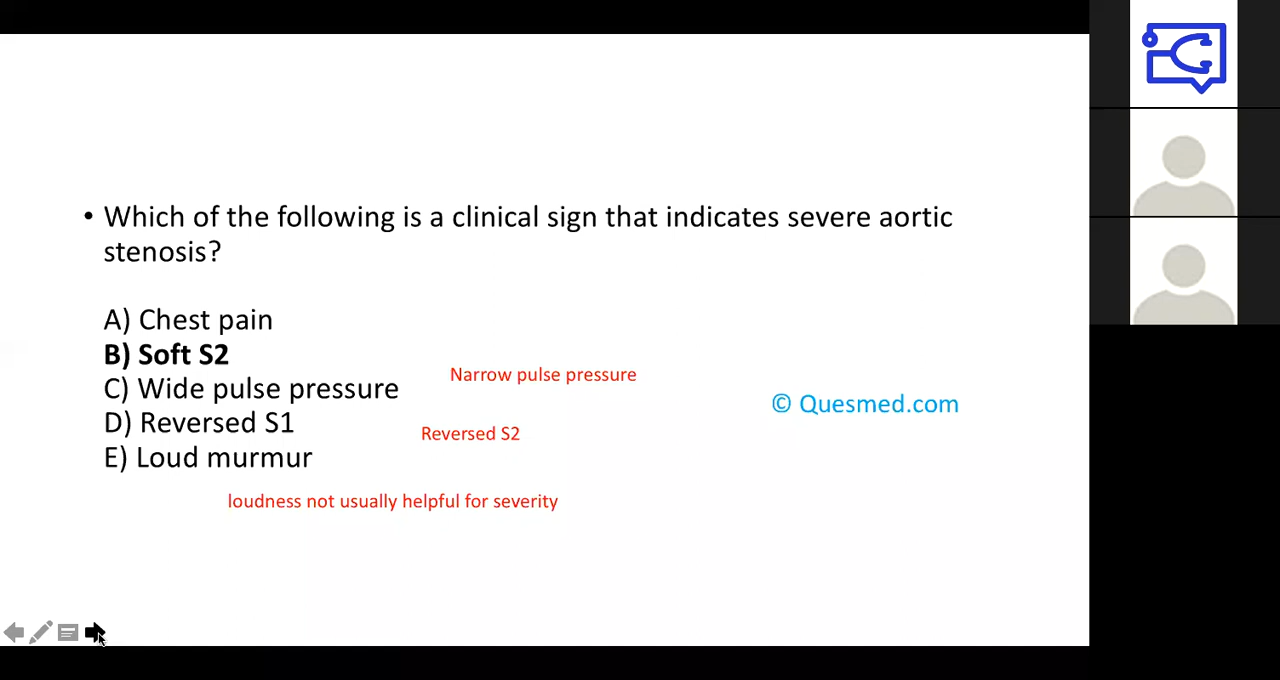 • Which of the following is a clinical sign that indicates severe aortic
stenosis?
A) Chest pain
B) Soft S2
Narrow pulse pressure
C) Wide pulse pressure
© Quesmed.com
D) Reversed S1
Reversed S2
E) Loud murmur
loudness not usually helpful for severity